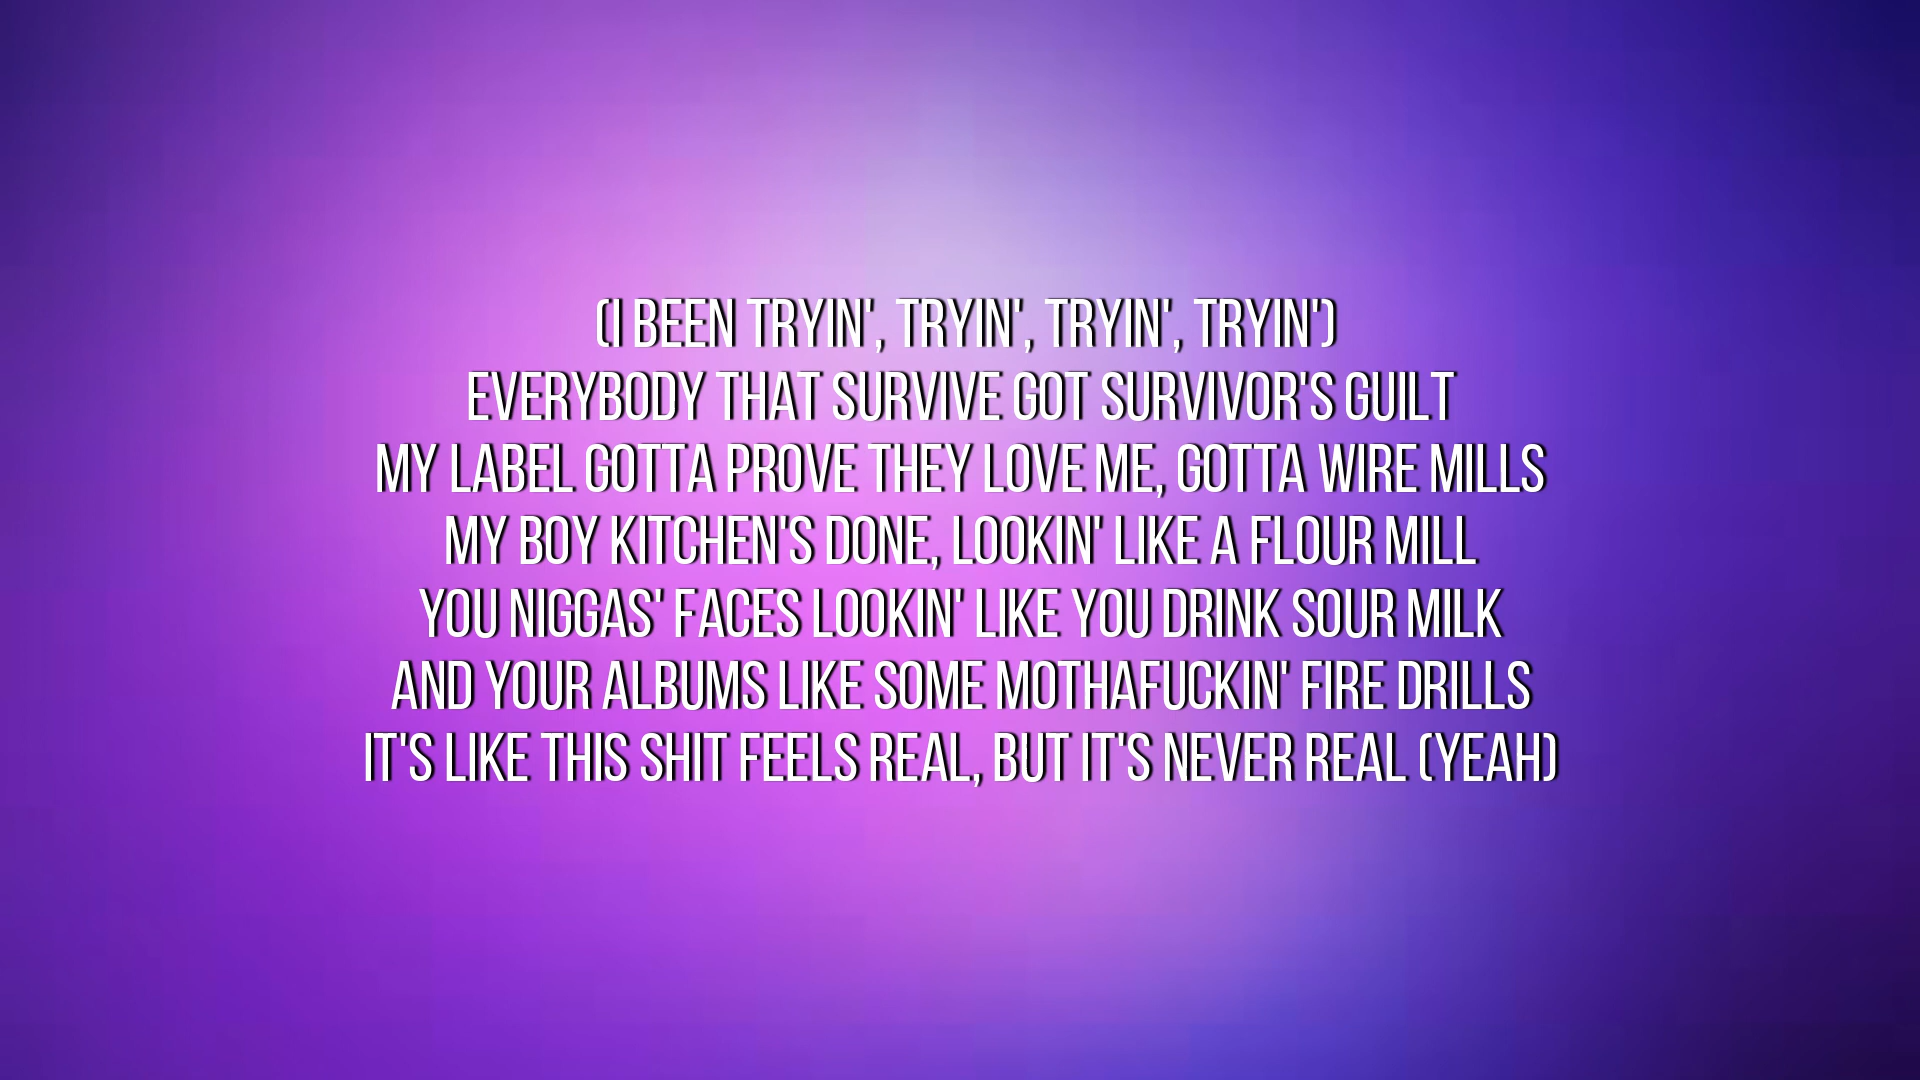 (I BEEN TRYIN', TRYIN', TRYIN', TRYIN')
EVERYBODY THAT SURVIVE GOT SURVIVOR'S GUILT
MY LABEL GOTTA PROVE THEY LOVE ME, GOTTA WIRE MILLS
MY BOY KITCHEN'S DONE, LOOKIN' LIKE A FLOUR MILL
YOU NIGGAS' FACES LOOKIN' LIKE YOU DRINK SOUR MILK
AND YOUR ALBUMS LIKE SOME MOTHAFUCKIN' FIRE DRILLS
IT'S LIKE THIS SHIT FEELS REAL, BUT IT'S NEVER REAL (YEAH)